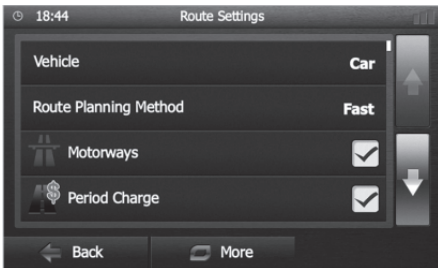 18:44 Route Settings
Vehicle Car
Route Planning Method Fast
Motorways
$ Period Charge
Back More